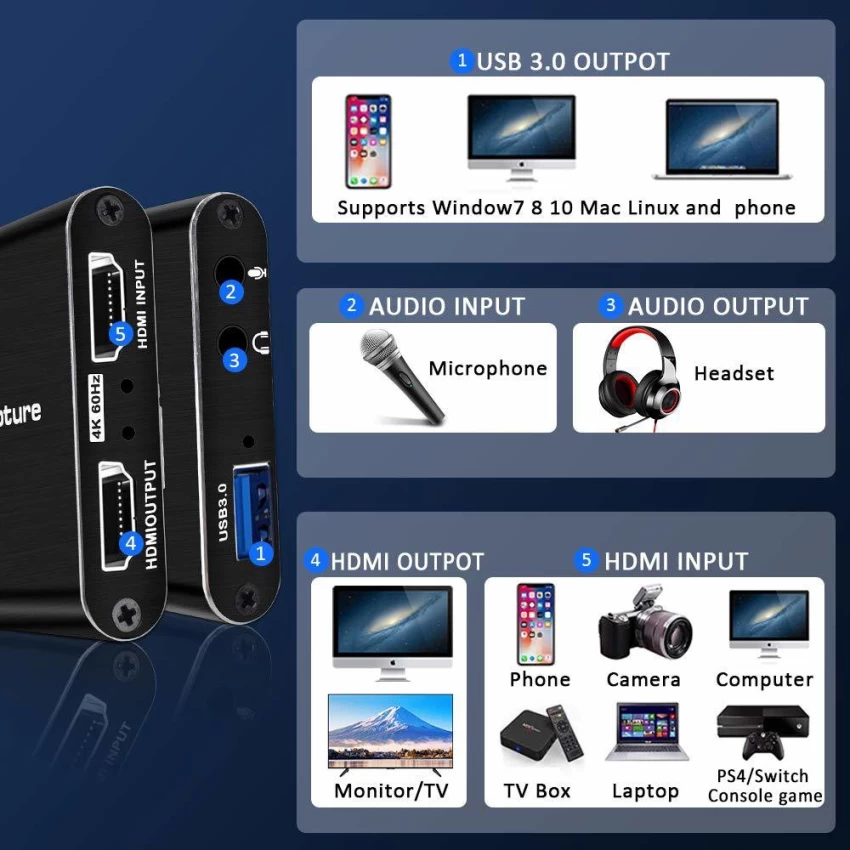 1 USB 3.0 OUTPOT
Supports Window7 8 10 Mac Linux and phone
2 AUDIO INPUT
3 AUDIO OUTPUT
Microphone
Headset
4 HDMI OUTPOT
5 HDMI INPUT
Phone
Camera
Computer
Monitor/TV
TV Box
Laptop
PS4/Switch
Console game
HDMI INPUT
5
4K 60Hz
HDMIOUTPUT
4
pture
2
3
USB3.0
1
INPUT